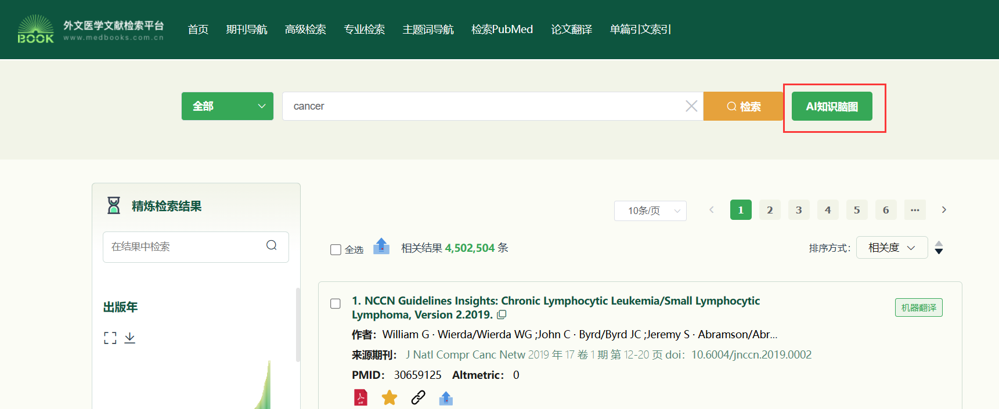 外文医学文献检索平台
www.medbooks.com.cn
BOOK
首页 期刊导航 高级检索 专业检索 主题词导航 检索PubMed 论文翻译 单篇引文索引
全部 cancer 检索 AI知识脑图
精炼检索结果
在结果中检索
出版年
10条/页 1 2 3 4 5 6 ···
全选 相关结果 4,502,504 条 排序方式: 相关度
1. NCCN Guidelines Insights: Chronic Lymphocytic Leukemia/Small Lymphocytic
Lymphoma, Version 2.2019.
机器翻译
作者：William G · Wierda/Wierda WG ;John C · Byrd/Byrd JC ;Jeremy S · Abramson/Abr...
来源期刊： J Natl Compr Canc Netw 2019 年 17 卷 1 期 第 12-20 页 doi：10.6004/jnccn.2019.0002
PMID： 30659125 Altmetric： 0
pdf